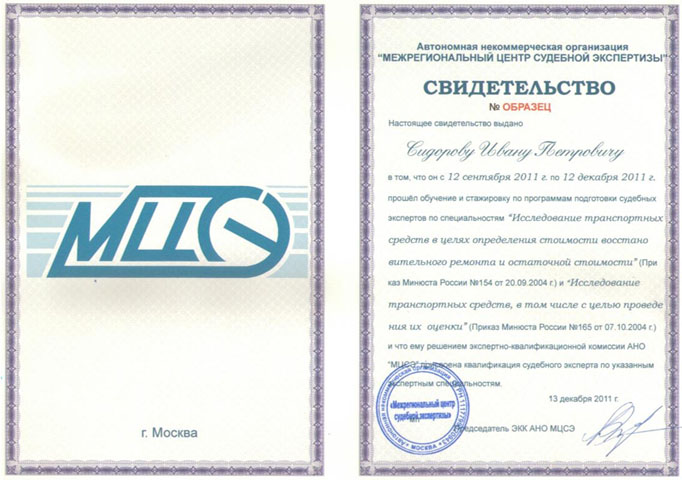 МЦСЭ
г. Москва
Автономная некоммерческая организация
"МЕЖРЕГИОНАЛЬНЫЙ ЦЕНТР СУДЕБНОЙ ЭКСПЕРТИЗЫ"
СВИДЕТЕЛЬСТВО
№ ОБРАЗЕЦ
Настоящее свидетельство выдано
Сидорову Ивану Петровичу
в том, что он с 12 сентября 2011 г. по 12 декабря 2011 г.
прошёл обучение и стажировку по программам подготовки судебных
экспертов по специальностям "Исследование транспортных
средств в целях определения стоимости восстано
вительного ремонта и остаточной стоимости" (При
каз Минюста России №154 от 20.09.2004 г.) и "Исследование
транспортных средств, в том числе с целью проведе
ния их оценки" (Приказ Минюста России №165 от 07.10.2004 г.)
и что ему решением экспертно-квалификационной комиссии АНО
"МЦСЭ" присвоена квалификация судебного эксперта по указанным
экспертным специальностям.
13 декабря 2011 г.
«Межрегиональный центр
судебной экспертизы»
МОСКВА
Председатель ЭКК АНО МЦСЭ